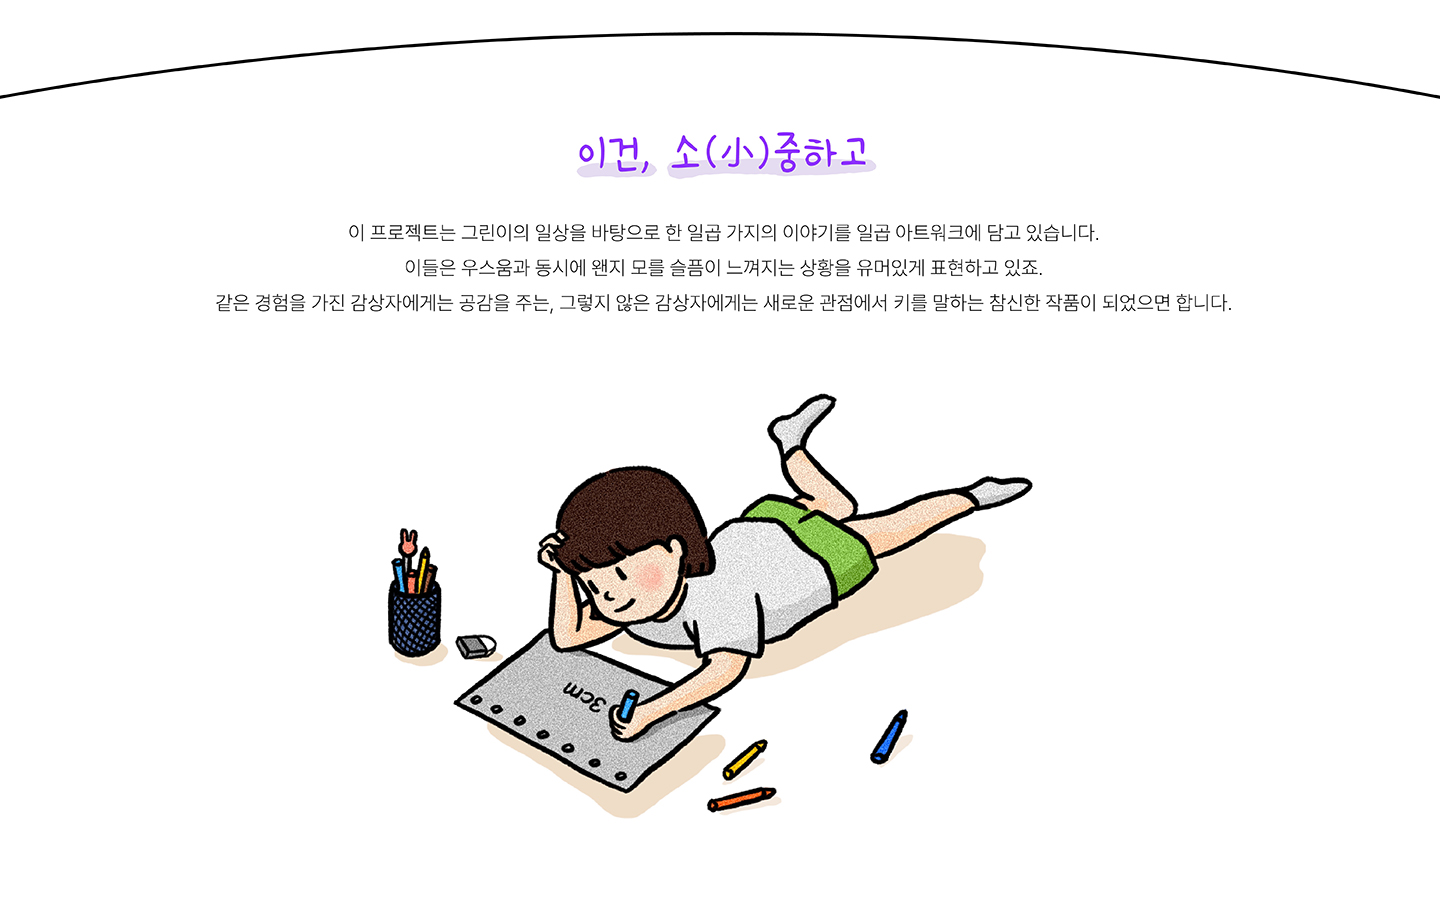 이건, 소(小)중하고
이 프로젝트는 그린이의 일상을 바탕으로 한 일곱 가지의 이야기를 일곱 아트워크에 담고 있습니다.
이들은 우스움과 동시에 왠지 모를 슬픔이 느껴지는 상황을 유머있게 표현하고 있죠.
같은 경험을 가진 감상자에게는 공감을 주는, 그렇지 않은 감상자에게는 새로운 관점에서 키를 말하는 참신한 작품이 되었으면 합니다.
3cm